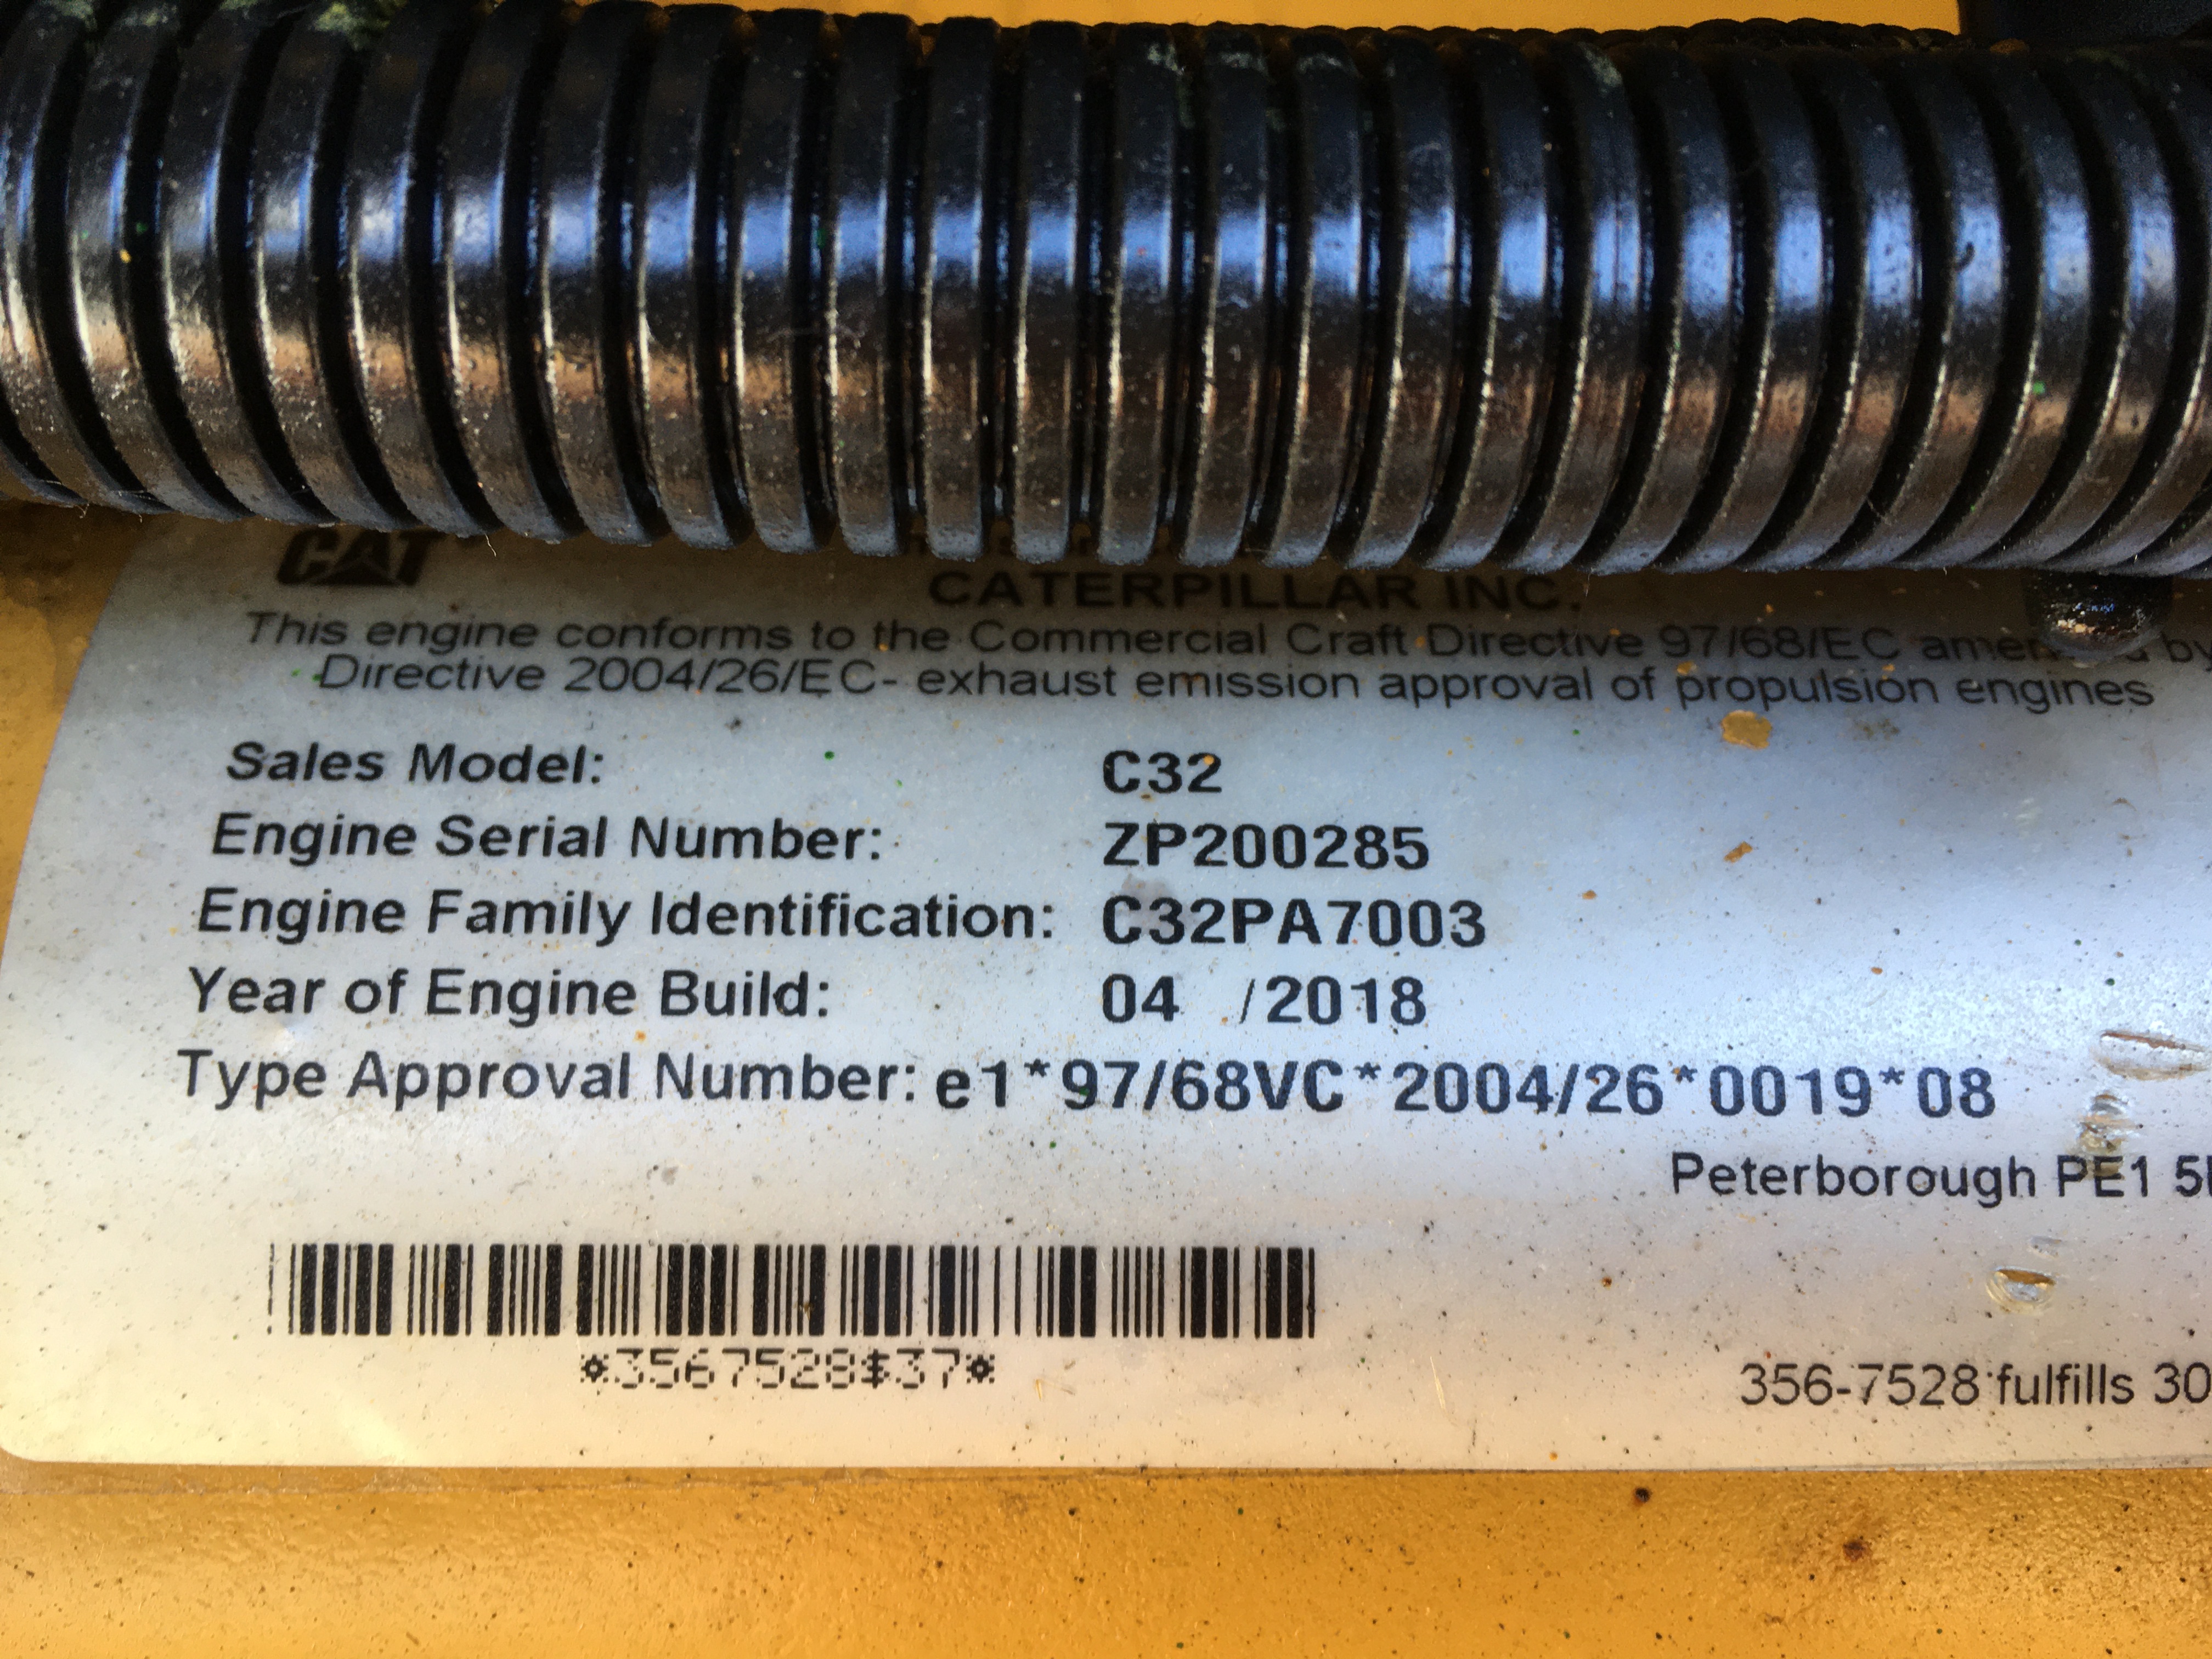 CAT
CATERPILLAR INC.
This engine conforms to the Commercial Craft Directive 97/68/EC by
Directive 2004/26/EC- exhaust emission approval of propulsion engines
Sales Model: C32
Engine Serial Number: ZP200285
Engine Family Identification: C32PA7003
Year of Engine Build: 04 /2018
Type Approval Number: e1*97/68VC*2004/26*0019*08
Peterborough PE1
*3567528$37*
356-7528 fulfills 30